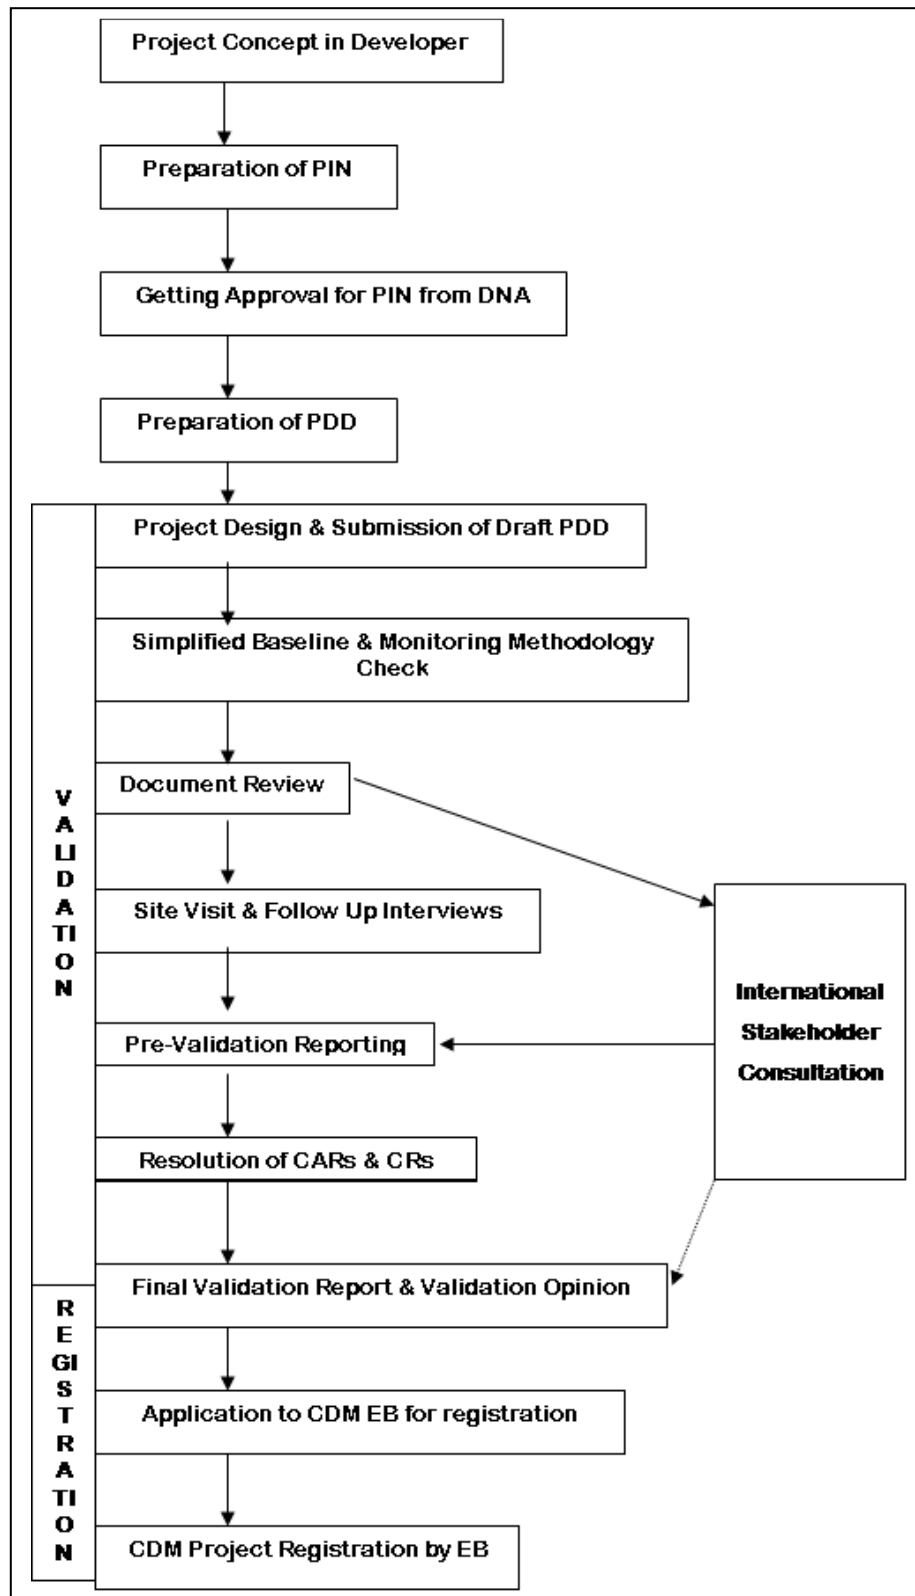 Project Concept in Developer
Preparation of PIN
Getting Approval for PIN from DNA
Preparation of PDD
Project Design & Submission of Draft PDD
Simplified Baseline & Monitoring Methodology
Check
Document Review
Site Visit & Follow Up Interviews
Pre-Validation Reporting
Resolution of CARs & CRs
Final Validation Report & Validation Opinion
Application to CDM EB for registration
CDM Project Registration by EB
International
Stakeholder
Consultation
V
A
LI
D
A
TI
O
N
R
E
GI
S
T
R
A
TI
O
N